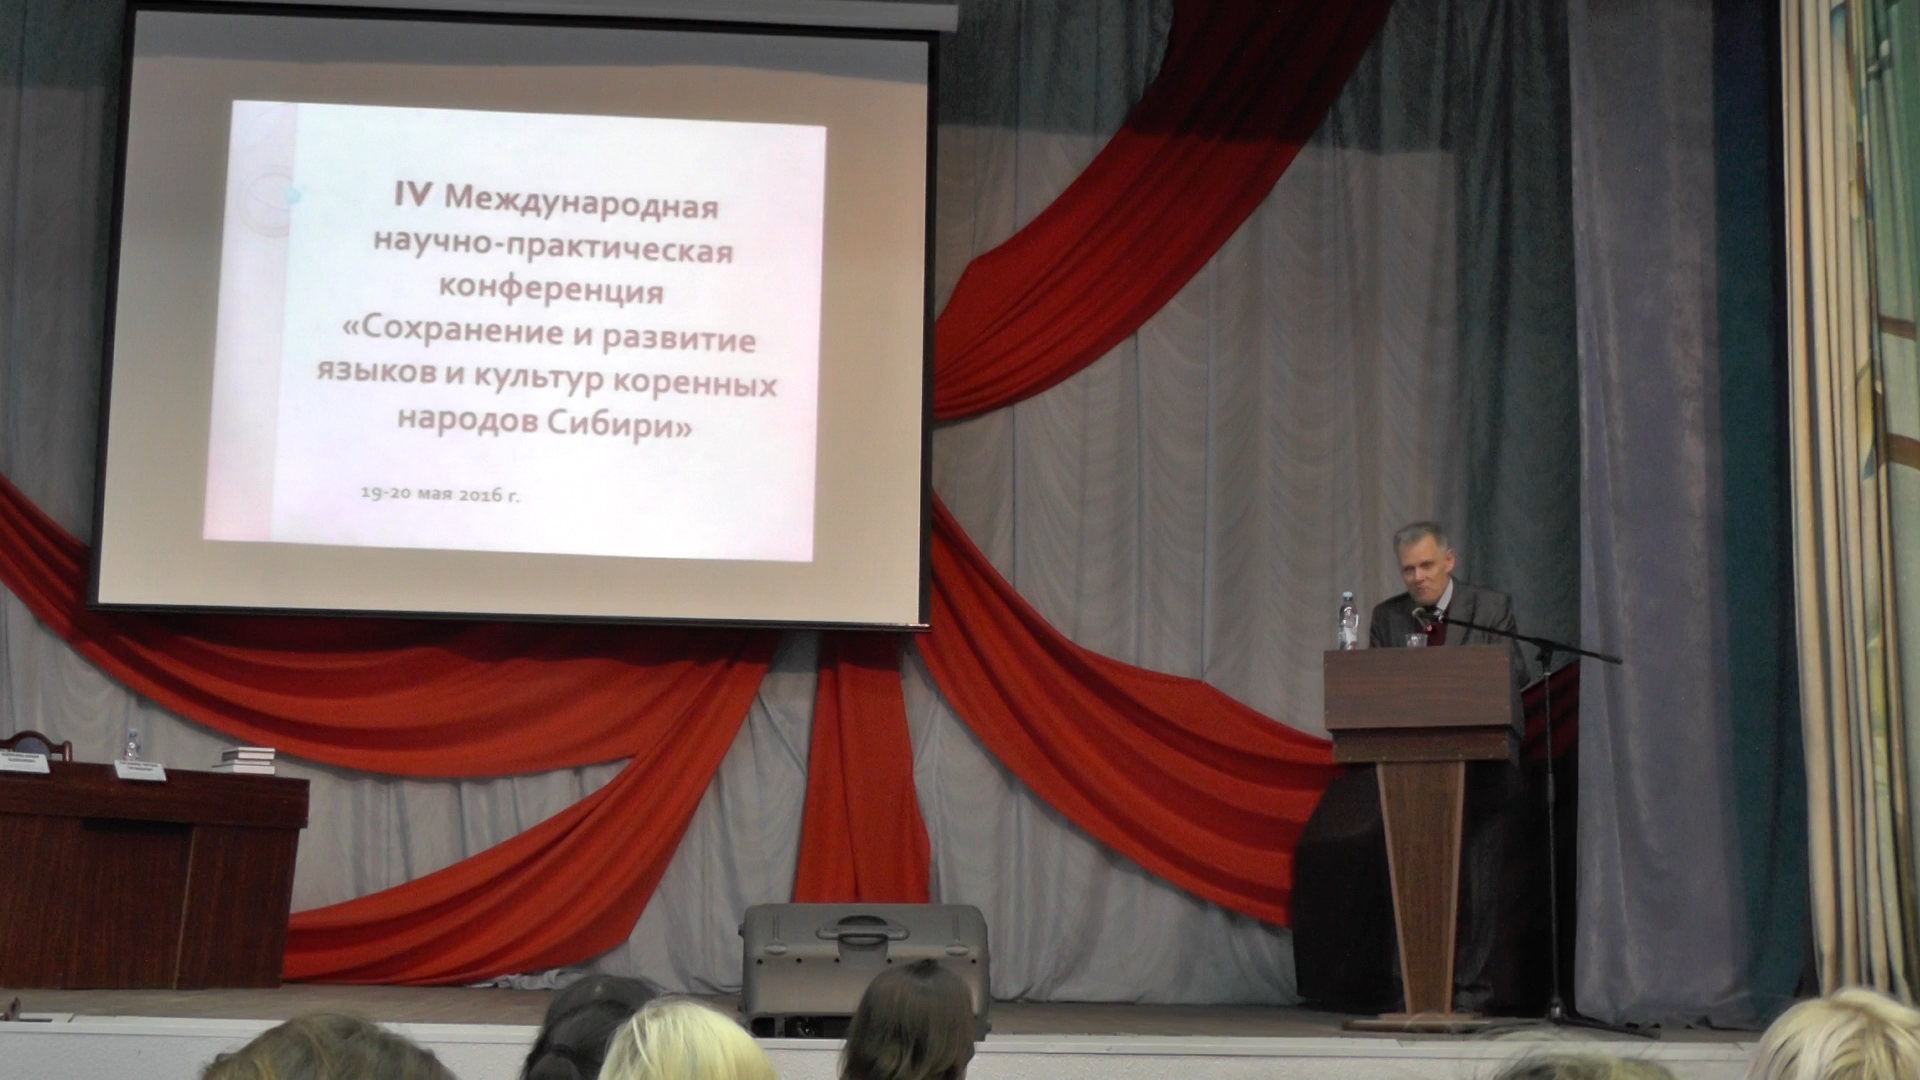 IV Международная
научно-практическая
конференция
«Сохранение и развитие
языков и культур коренных
народов Сибири»
19-20 мая 2016 г.